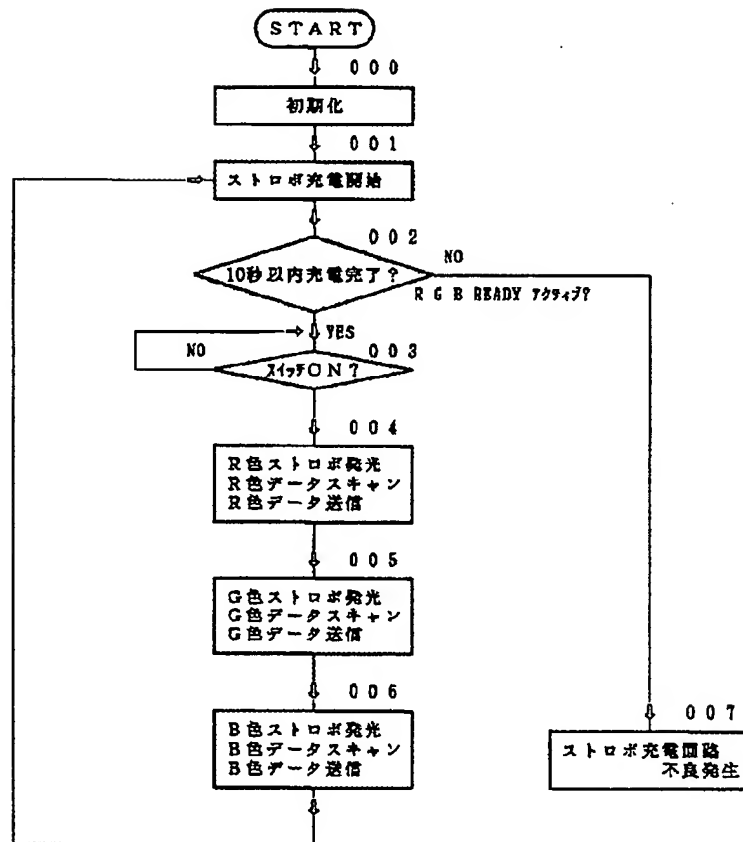 START
000
初期化
001
ストロボ充電開始
002
10秒以内充電完了?
NO
R G B READY アクティブ?
YES
NO
003
スイッチON?
004
R色ストロボ発光
R色データスキャン
R色データ送信
005
G色ストロボ発光
G色データスキャン
G色データ送信
006
B色ストロボ発光
B色データスキャン
B色データ送信
007
ストロボ充電回路
不良発生